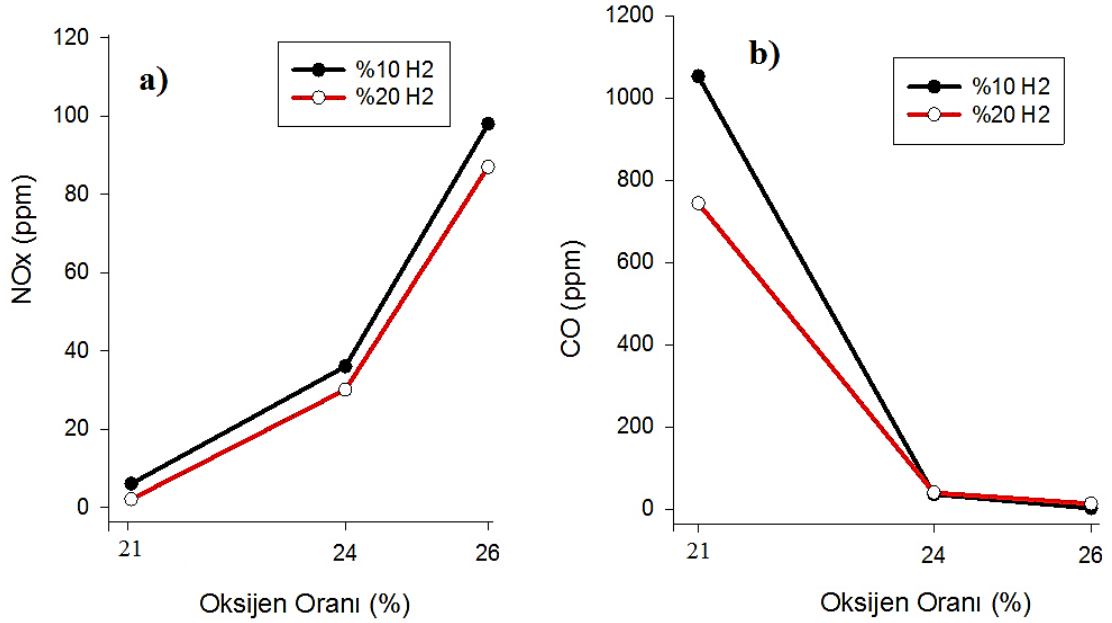 a)
%10 H2
%20 H2
NOx (ppm)
120
100
80
60
40
20
0
21
24
26
Oksijen Oranı (%)
b)
%10 H2
%20 H2
CO (ppm)
1200
1000
800
600
400
200
0
21
24
26
Oksijen Oranı (%)